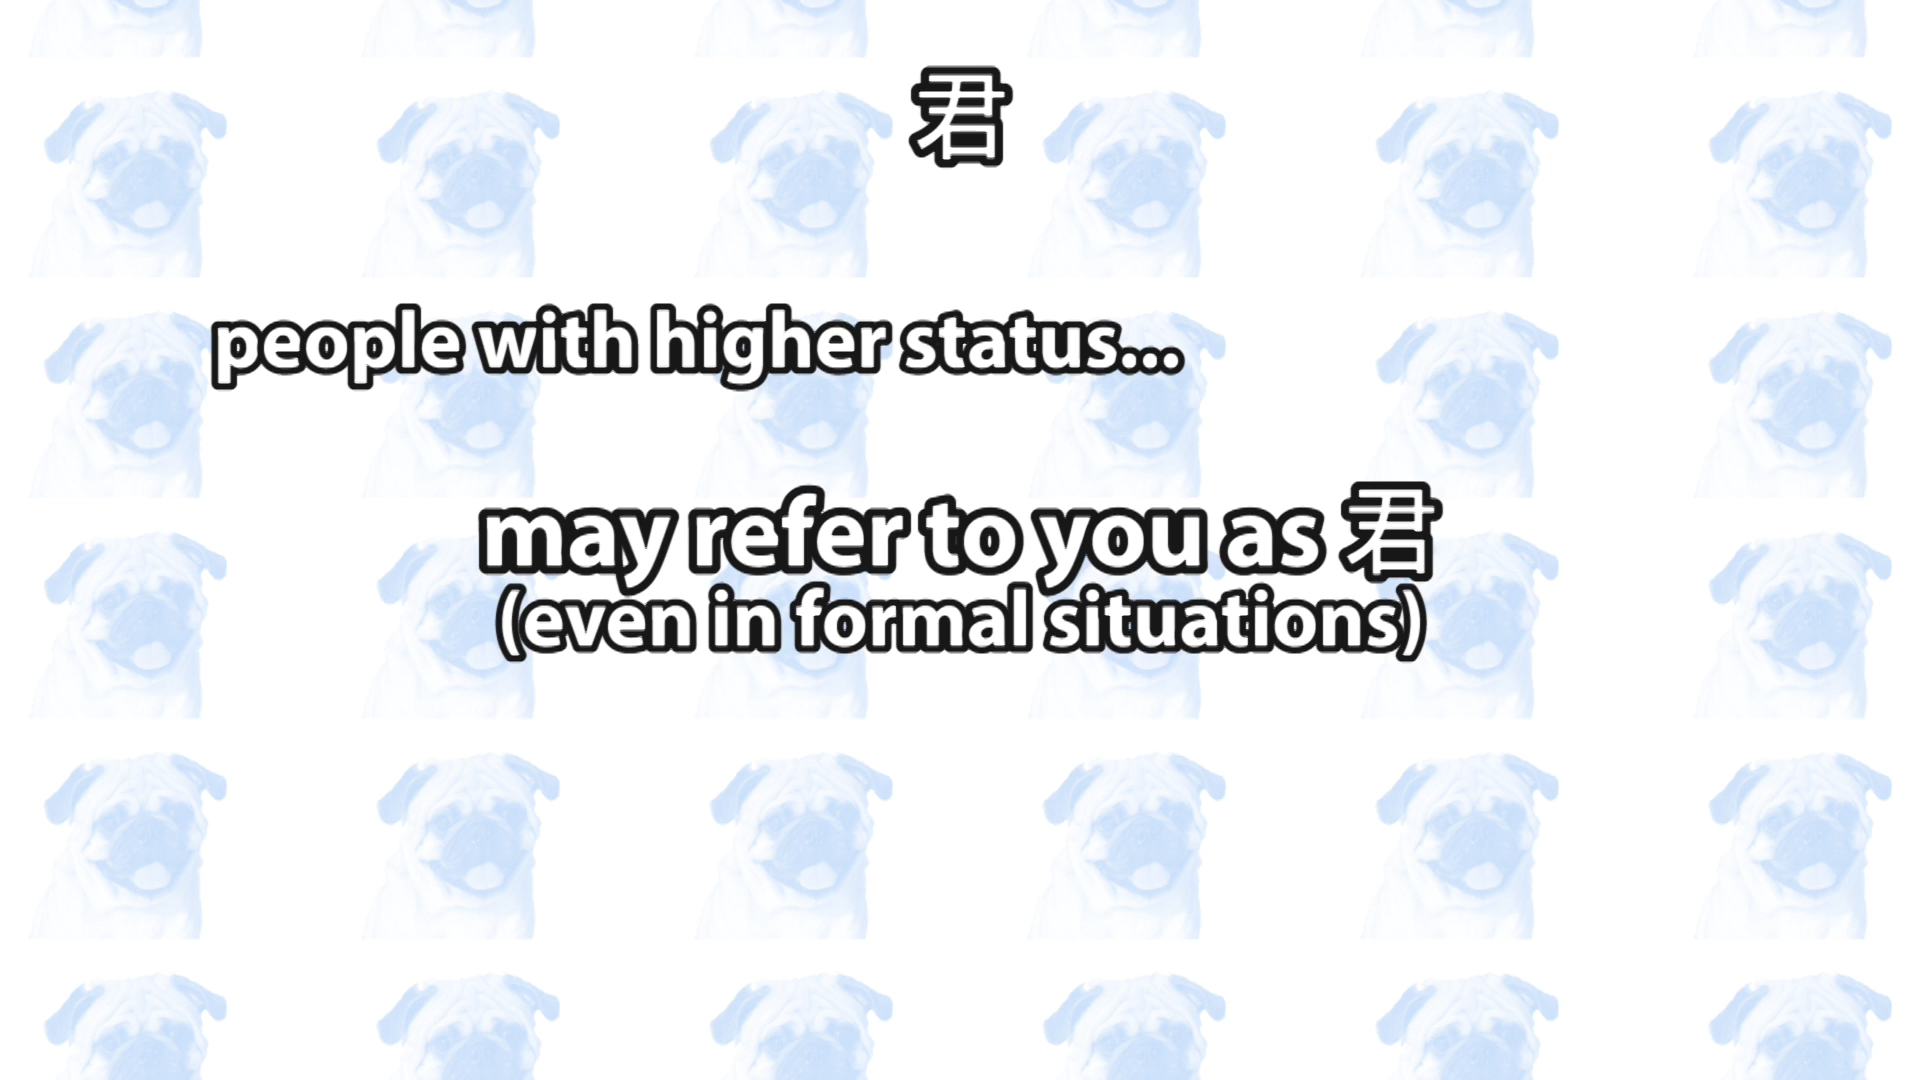 君
people with higher status...
may refer to you as 君
(even in formal situations)